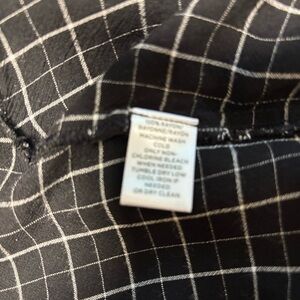 100% RAYON/
RAYONNE/RAYON
MACHINE WASH
COLD
ONLY NON-
CHLORINE BLEACH
WHEN NEEDED
TUMBLE DRY LOW
COOL IRON IF
NEEDED
OR DRY CLEAN